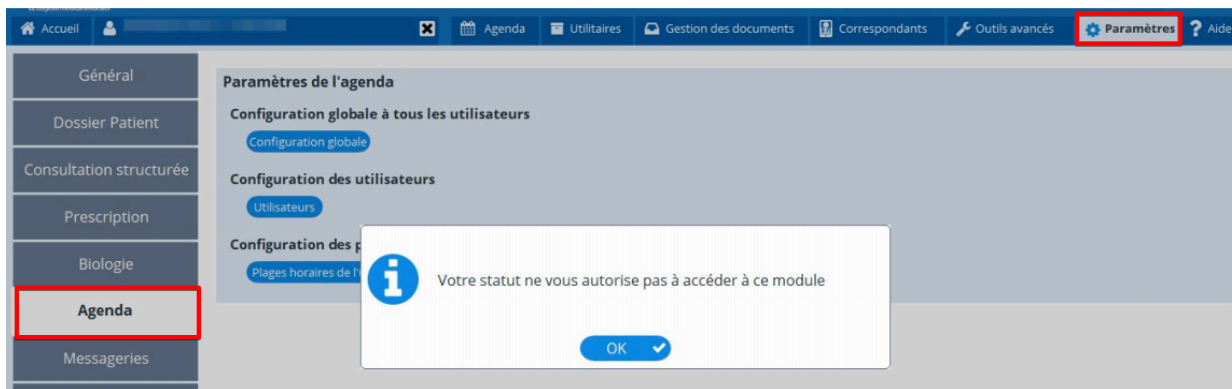 Accueil
Agenda
Utilitaires
Gestion des documents
Correspondants
Outils avancés
Paramètres
? Aide
Général
Dossier Patient
Consultation structurée
Prescription
Biologie
Agenda
Messageries
Paramètres de l'agenda
Configuration globale à tous les utilisateurs
Configuration globale
Configuration des utilisateurs
Utilisateurs
Configuration des
Plages horaires de
Votre statut ne vous autorise pas à accéder à ce module
OK